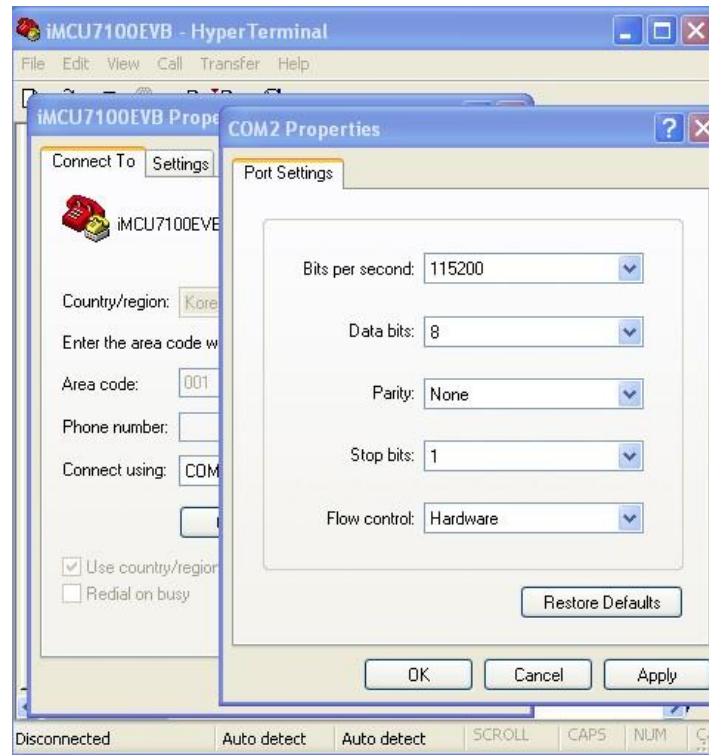 iMCU7100EVB - HyperTerminal
File Edit View Call Transfer Help
iMCU7100EVB Prope
COM2 Properties
Connect To Settings
Port Settings
iMCU7100EVB
Bits per second: 115200
Data bits: 8
Country/region: Kore
Enter the area code w
Area code: 001
Parity: None
Phone number:
Stop bits: 1
Connect using: COM
Flow control: Hardware
Use country/region
Redial on busy
Restore Defaults
OK Cancel Apply
Disconnected Auto detect Auto detect SCROLL CAPS NUM